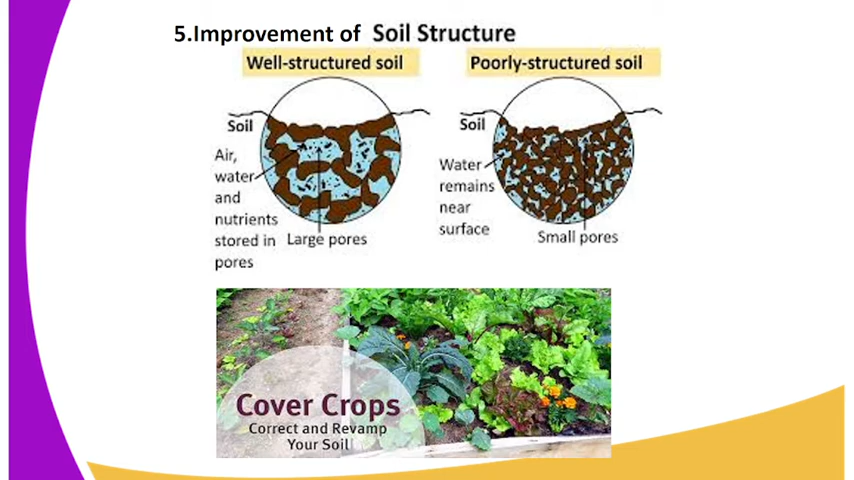 5.Improvement of Soil Structure
Well-structured soil
Poorly-structured soil
Soil
Air,
water
and
nutrients
stored in
pores
Large pores
Soil
Water
remains
near
surface
Small pores
Cover Crops
Correct and Revamp
Your Soil